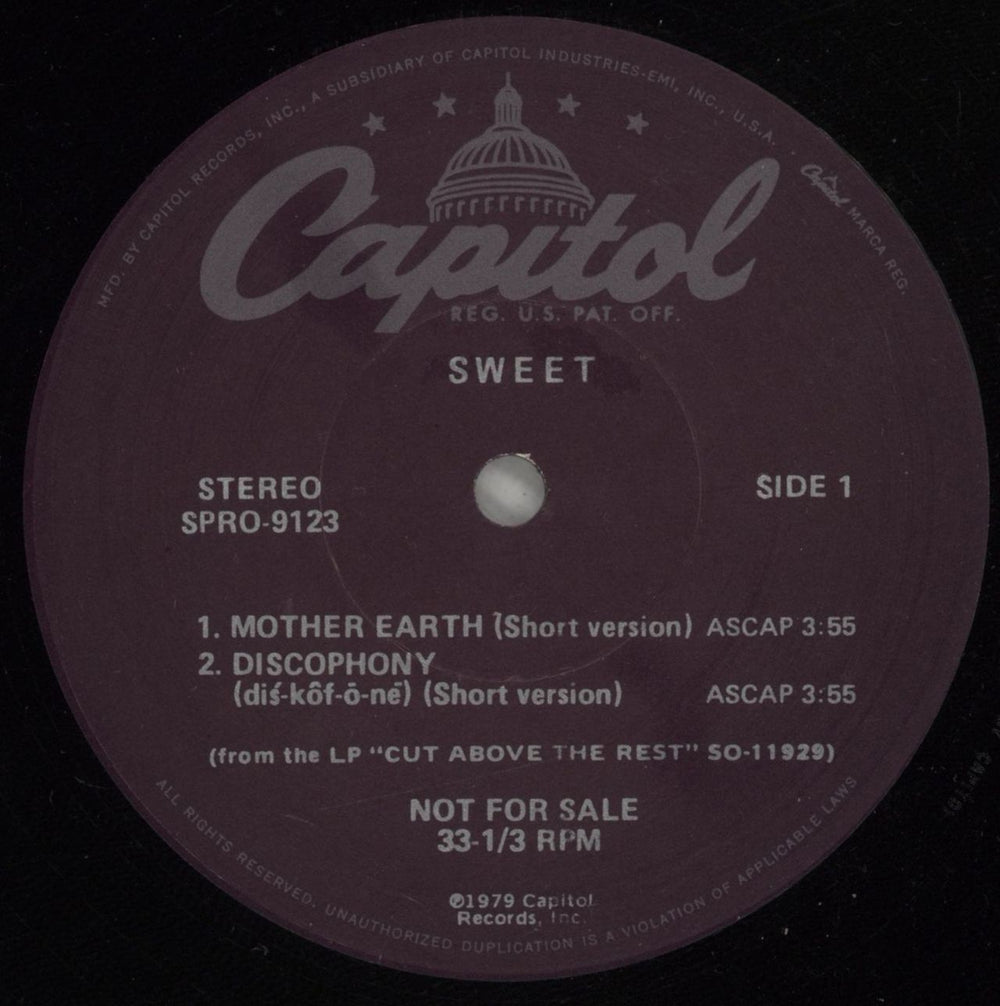 MFD. BY CAPITOL RECORDS, INC., A SUBSIDIARY OF CAPITOL INDUSTRIES-EMI, INC., U.S.A. · Capitol MARCA REG.
Capitol
REG. U.S. PAT. OFF.
SWEET
STEREO
SIDE 1
SPRO-9123
1. MOTHER EARTH (Short version) ASCAP 3:55
2. DISCOPHONY
(diś-kôf-ō-nē) (Short version) ASCAP 3:55
(from the LP "CUT ABOVE THE REST" SO-11929)
NOT FOR SALE
33-1/3 RPM
℗1979 Capitol
Records, Inc.
ALL RIGHTS RESERVED. UNAUTHORIZED DUPLICATION IS A VIOLATION OF APPLICABLE LAWS